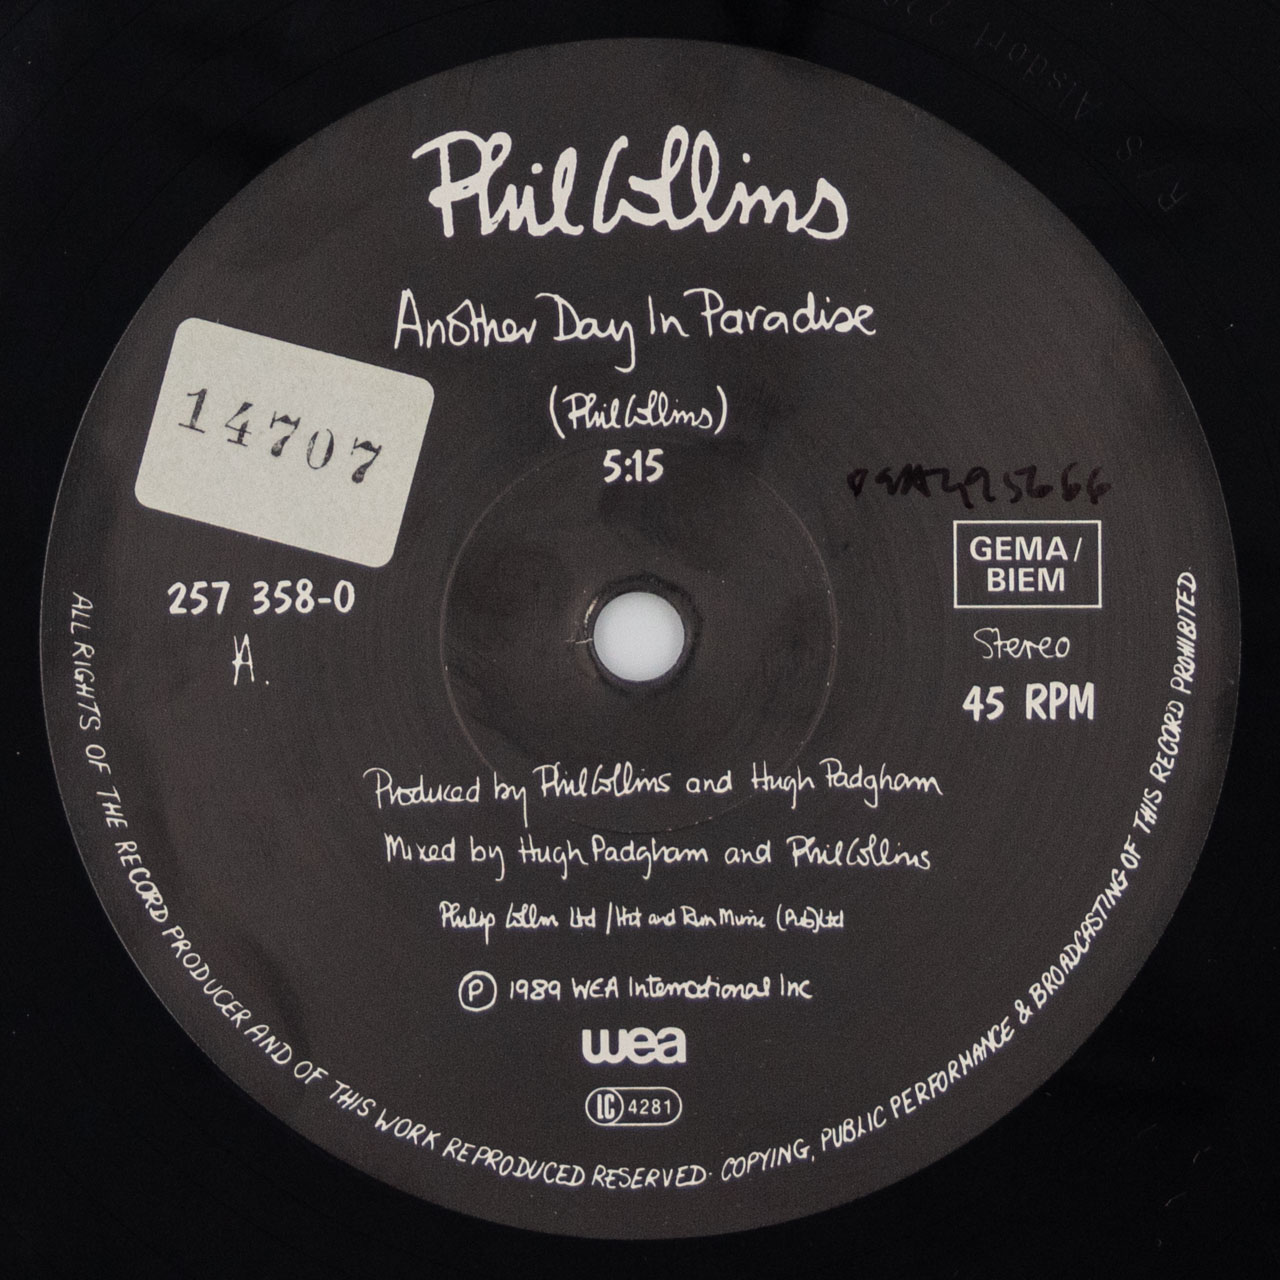 Phil Collins
Another Day In Paradise
(Phil Collins)
5:15
14707
257 358-0
A.
GEMA/
BIEM
Stereo
45 RPM
Produced by Phil Collins and Hugh Padgham
Mixed by Hugh Padgham and Phil Collins
Philip Collins Ltd / Hit and Run Music (Pub) Ltd
Ⓟ 1989 WEA International Inc
wea
LC 4281
ALL RIGHTS OF THE RECORD PRODUCER AND OF THIS WORK REPRODUCED RESERVED· COPYING, PUBLIC PERFORMANCE & BROADCASTING OF THIS RECORD PROHIBITED.
R/S Alsdorf